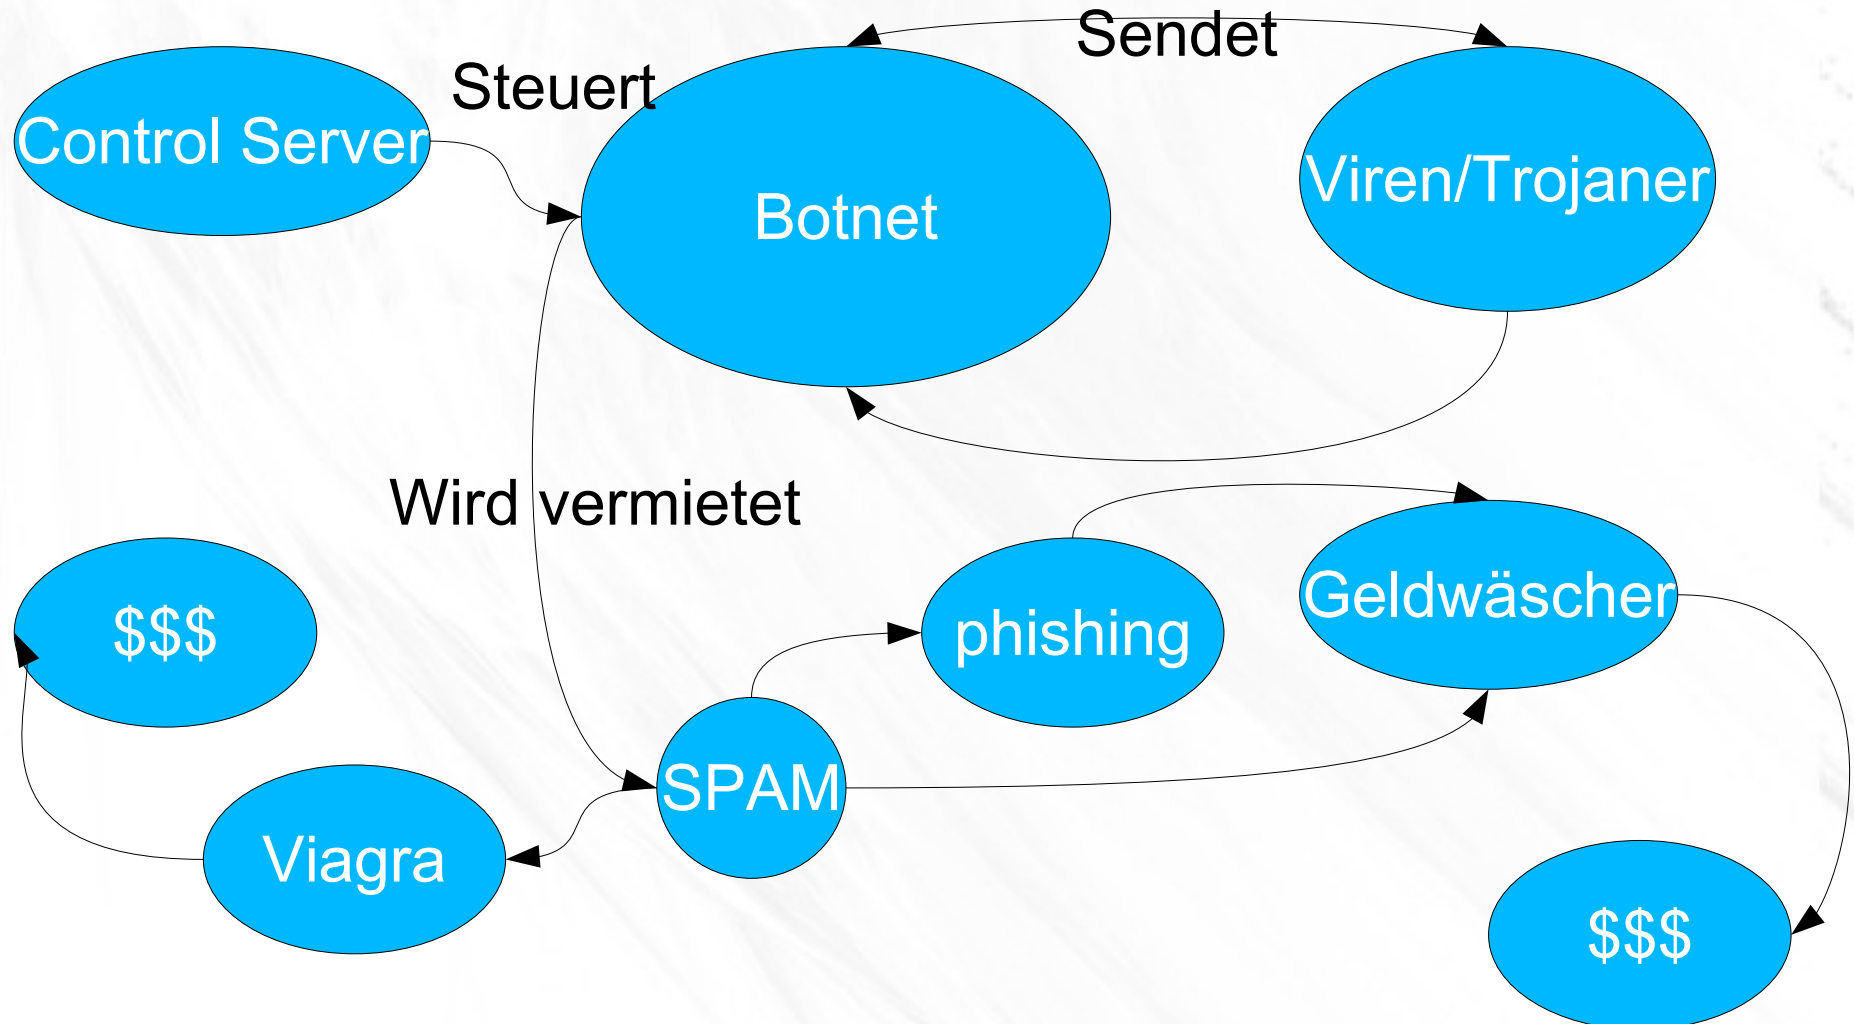 Sendet
Steuert
Control Server
Viren/Trojaner
Botnet
Wird vermietet
Geldwäscher
$$$
phishing
SPAM
Viagra
$$$